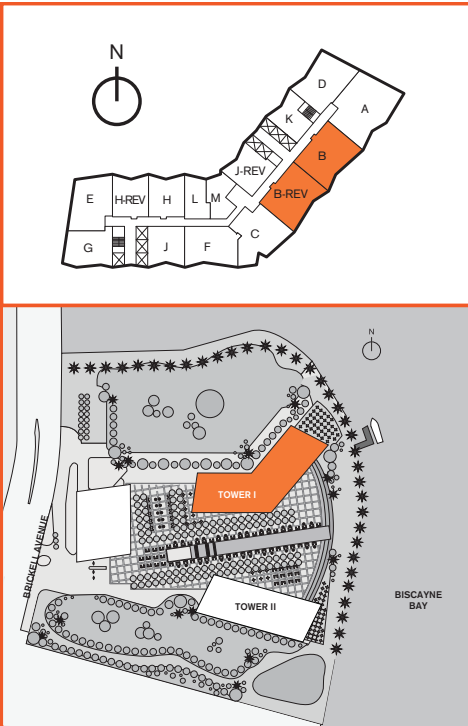 N
D
A
K
B
J-REV
B-REV
E
H-REV
H
L
M
C
G
J
F
N
TOWER I
BRICKELL AVENUE
BISCAYNE
BAY
TOWER II